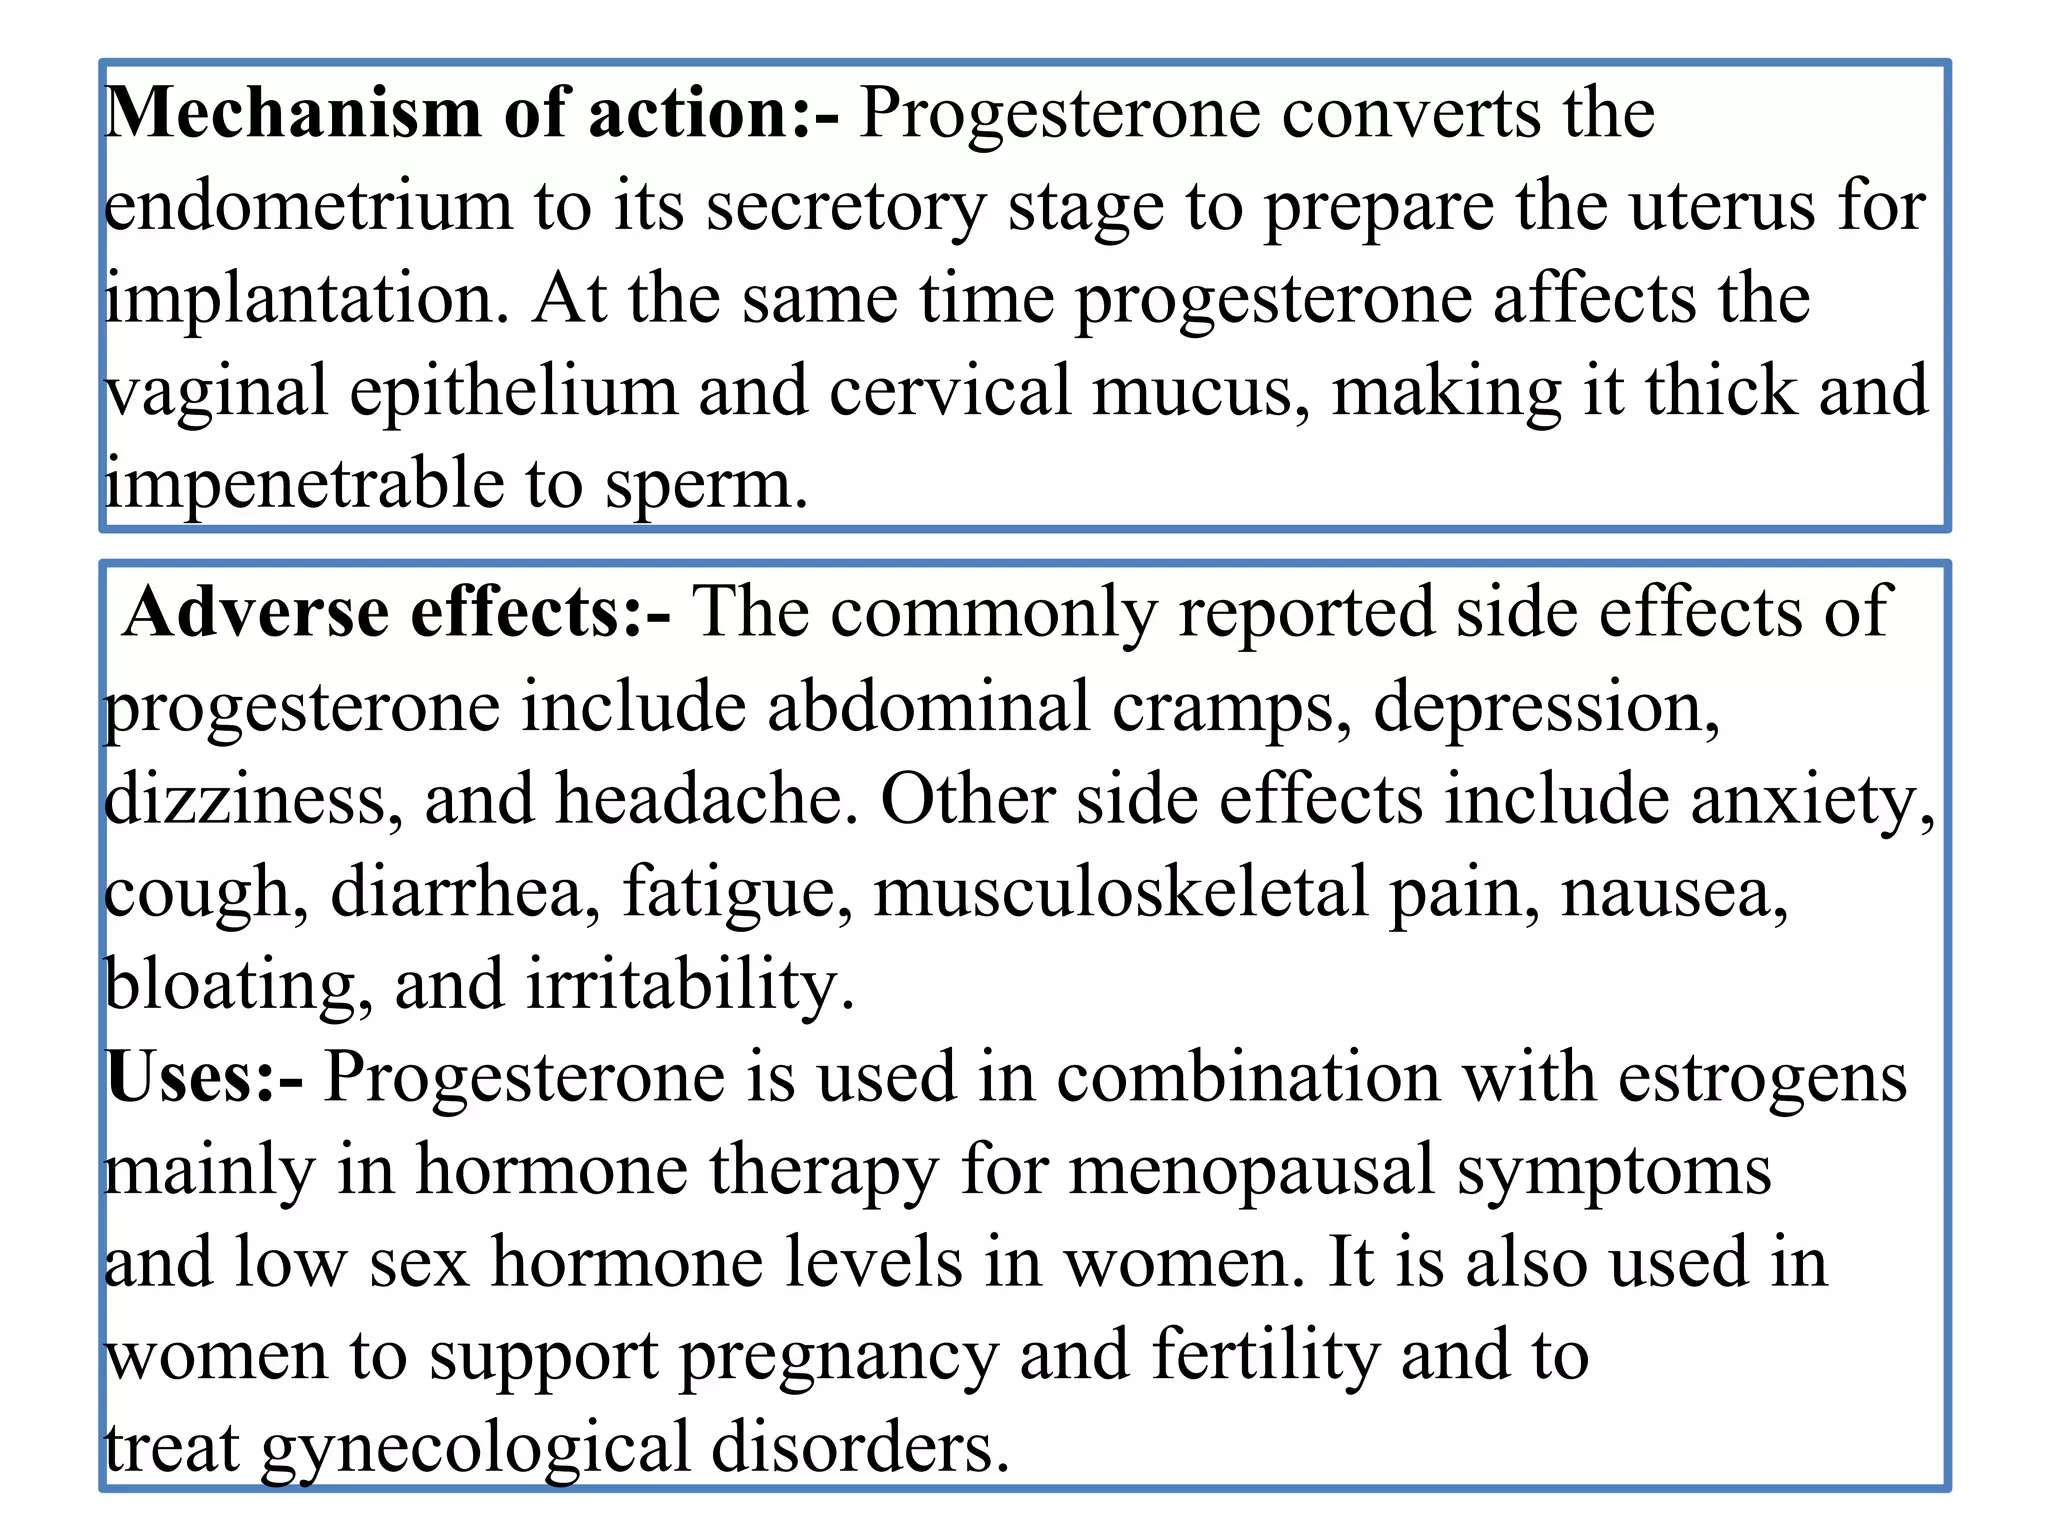 Mechanism of action:- Progesterone converts the
endometrium to its secretory stage to prepare the uterus for
implantation. At the same time progesterone affects the
vaginal epithelium and cervical mucus, making it thick and
impenetrable to sperm.
Adverse effects:- The commonly reported side effects of
progesterone include abdominal cramps, depression,
dizziness, and headache. Other side effects include anxiety,
cough, diarrhea, fatigue, musculoskeletal pain, nausea,
bloating, and irritability.
Uses:- Progesterone is used in combination with estrogens
mainly in hormone therapy for menopausal symptoms
and low sex hormone levels in women. It is also used in
women to support pregnancy and fertility and to
treat gynecological disorders.